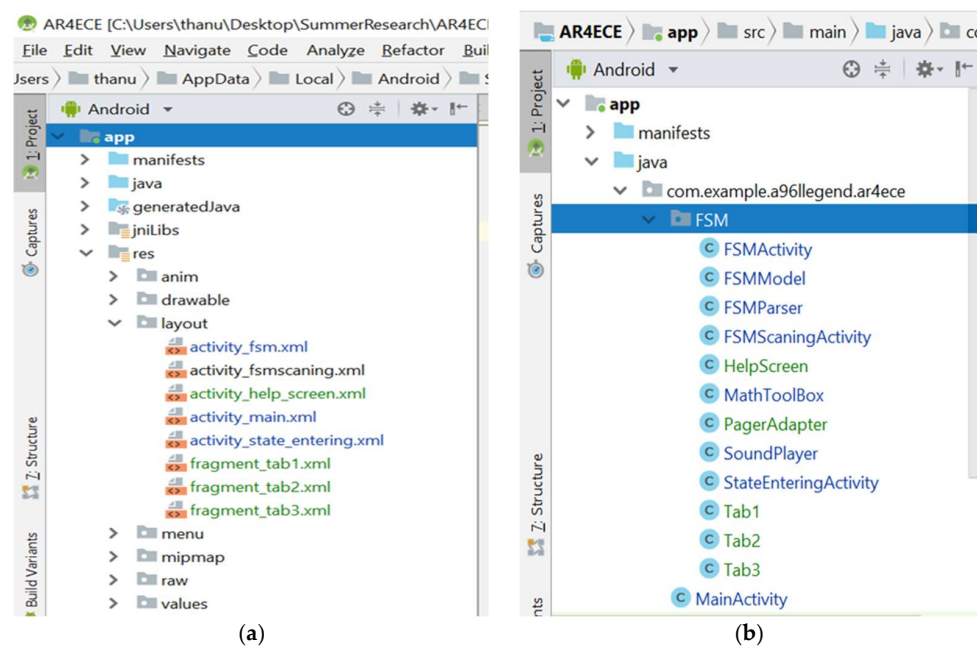 AR4ECE [C:\Users\thanu\Desktop\SummerResearch\AR4ECE
File Edit View Navigate Code Analyze Refactor
thanu AppData Local Android
1: Project
Captures
7: Structure
Build Variants
Android
app
manifests
java
generatedJava
jniLibs
res
anim
drawable
layout
activity_fsm.xml
activity_fsmscaning.xml
activity_help_screen.xml
activity_main.xml
activity_state_entering.xml
fragment_tab1.xml
fragment_tab2.xml
fragment_tab3.xml
menu
mipmap
raw
values
(a)
AR4ECE app src main java
1: Project
Captures
7: Structure
Android
app
manifests
java
com.example.a96llegend.ar4ece
FSM
FSMActivity
FSMModel
FSMParser
FSMScaningActivity
HelpScreen
MathToolBox
PagerAdapter
SoundPlayer
StateEnteringActivity
Tab1
Tab2
Tab3
MainActivity
(b)